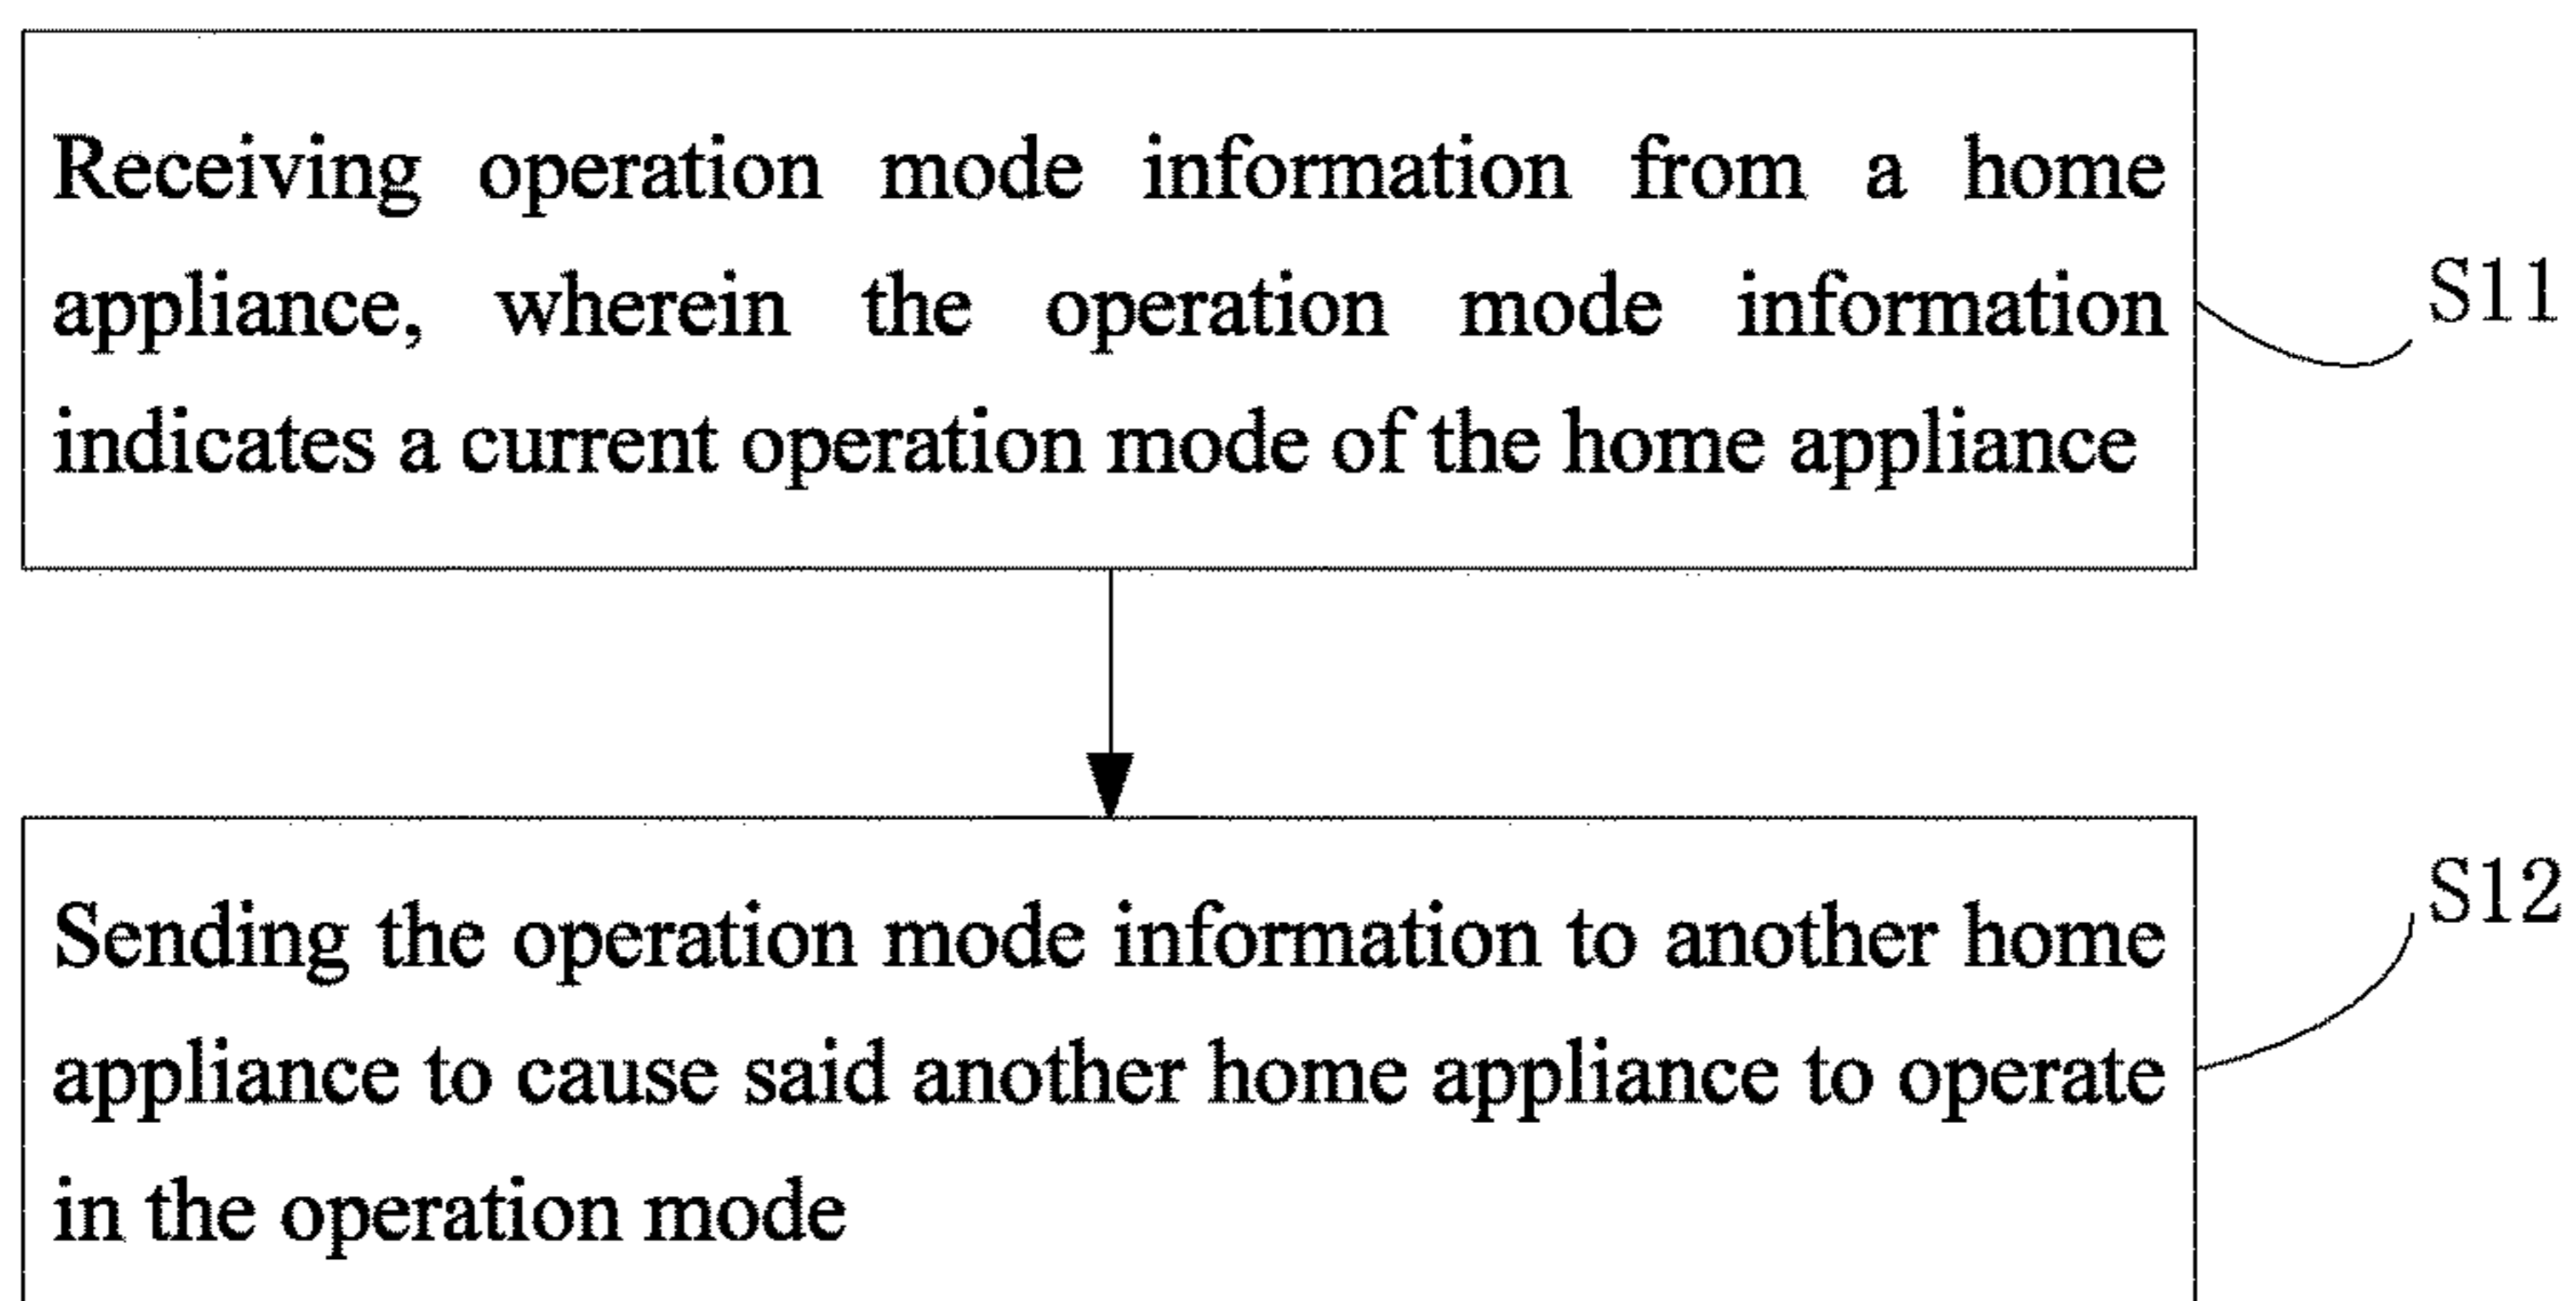 Receiving operation mode information from a home
appliance, wherein the operation mode information
indicates a current operation mode of the home appliance
S11
Sending the operation mode information to another home
appliance to cause said another home appliance to operate
in the operation mode
S12